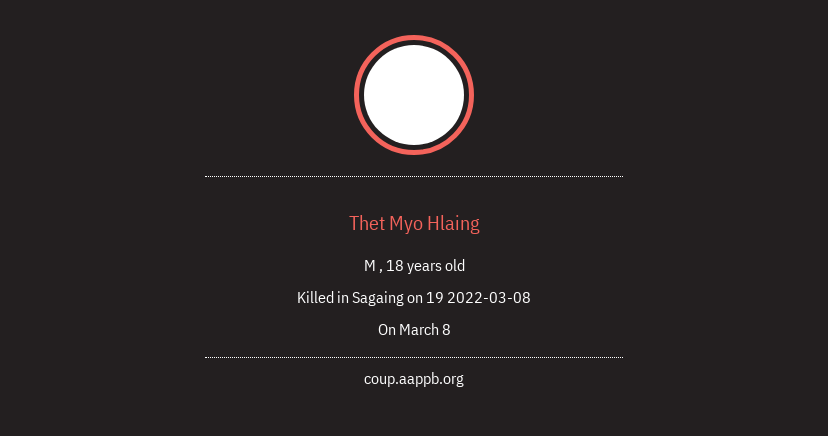 Thet Myo Hlaing
M , 18 years old
Killed in Sagaing on 19 2022-03-08
On March 8
coup.aappb.org